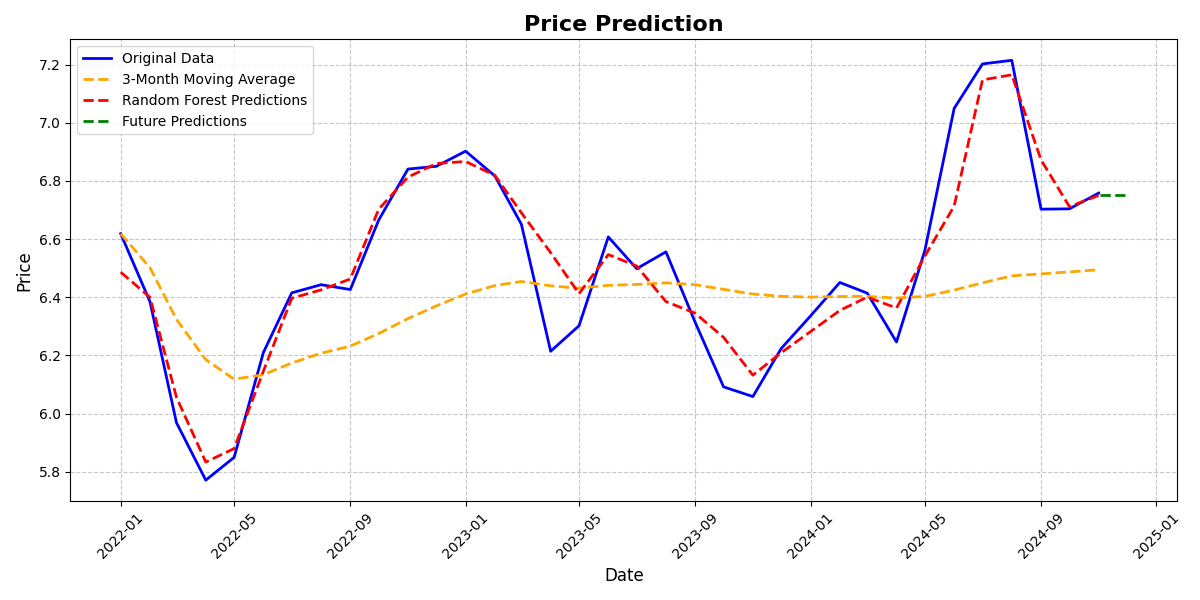 Price Prediction
Original Data
3-Month Moving Average
Random Forest Predictions
Future Predictions
Price
7.2
7.0
6.8
6.6
6.4
6.2
6.0
5.8
2022-01
2022-05
2022-09
2023-01
2023-05
2023-09
2024-01
2024-05
2024-09
2025-01
Date